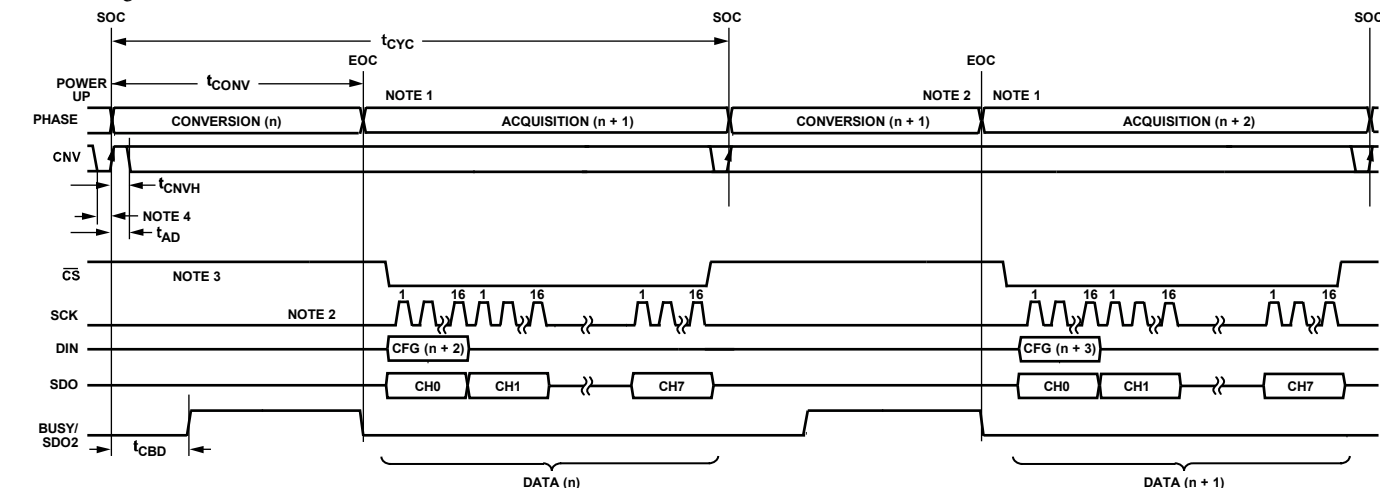 SOC SOC SOC
tCYC
EOC EOC
POWER UP
tCONV
NOTE 1 NOTE 2 NOTE 1
PHASE CONVERSION (n) ACQUISITION (n + 1) CONVERSION (n + 1) ACQUISITION (n + 2)
CNV
tCNVH
NOTE 4
tAD
CS NOTE 3
1 16 1 16 1 16 1 16 1 16 1 16
SCK NOTE 2
DIN CFG (n + 2) CFG (n + 3)
SDO CH0 CH1 CH7 CH0 CH1 CH7
BUSY/
SDO2
tCBD
DATA (n) DATA (n + 1)